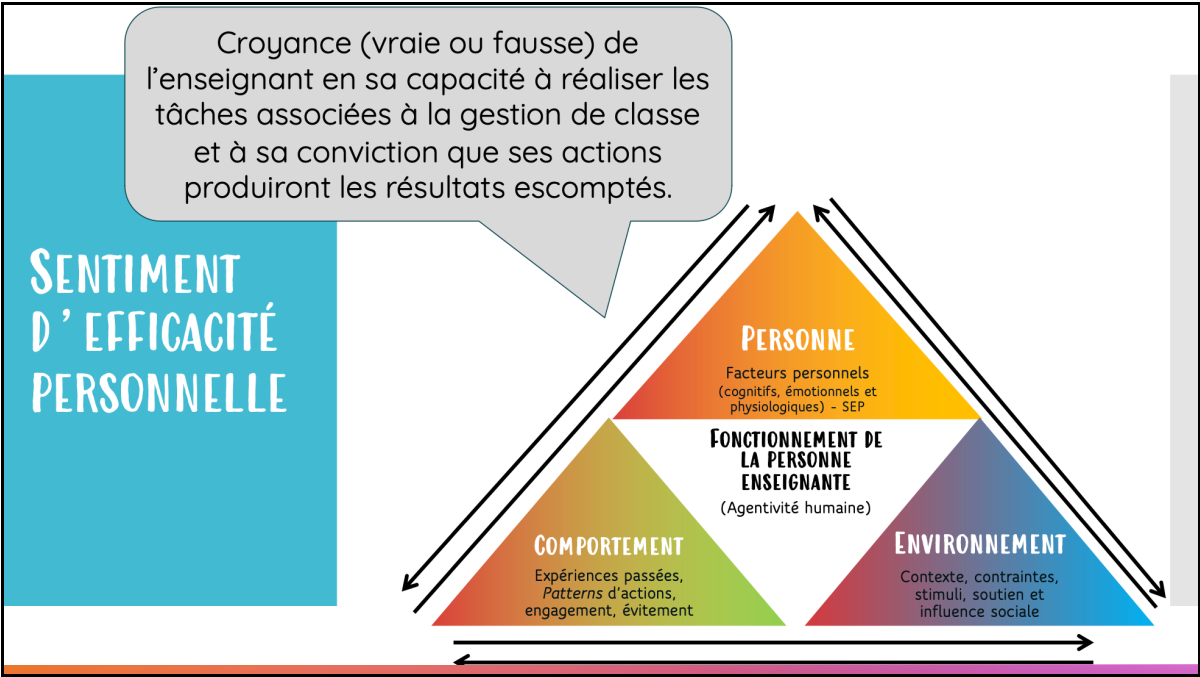 Croyance (vraie ou fausse) de
l'enseignant en sa capacité à réaliser les
tâches associées à la gestion de classe
et à sa conviction que ses actions
produiront les résultats escomptés.
SENTIMENT
D'EFFICACITÉ
PERSONNELLE
PERSONNE
Facteurs personnels
(cognitifs, émotionnels et
physiologiques) - SEP
FONCTIONNEMENT DE
LA PERSONNE
ENSEIGNANTE
(Agentivité humaine)
COMPORTEMENT
Expériences passées,
Patterns d'actions,
engagement, évitement
ENVIRONNEMENT
Contexte, contraintes,
stimuli, soutien et
influence sociale